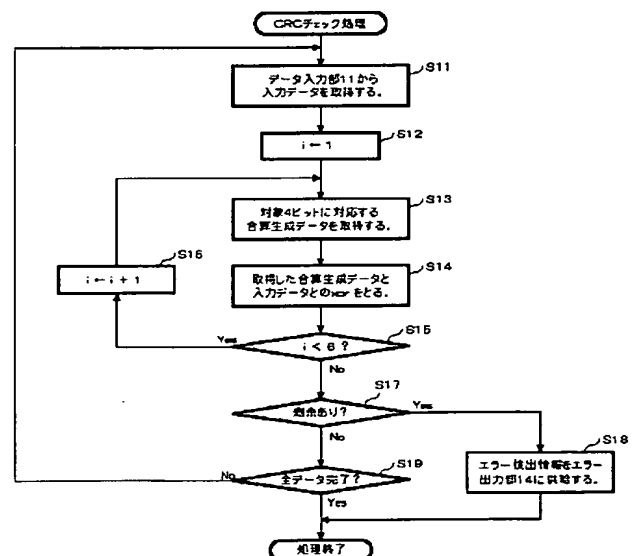 CRCチェック処理
S11
データ入力部11から
入力データを取得する。
S12
i ← 1
S13
対象4ビットに対応する
合算生成データを取得する。
S16
i ← i + 1
S14
取得した合算生成データと
入力データとのxorをとる。
S15
i < 6 ?
Yes
No
S17
剰余あり?
Yes
No
S18
エラー検出情報をエラー
出力部14に供給する。
S19
全データ完了?
No
Yes
処理終了